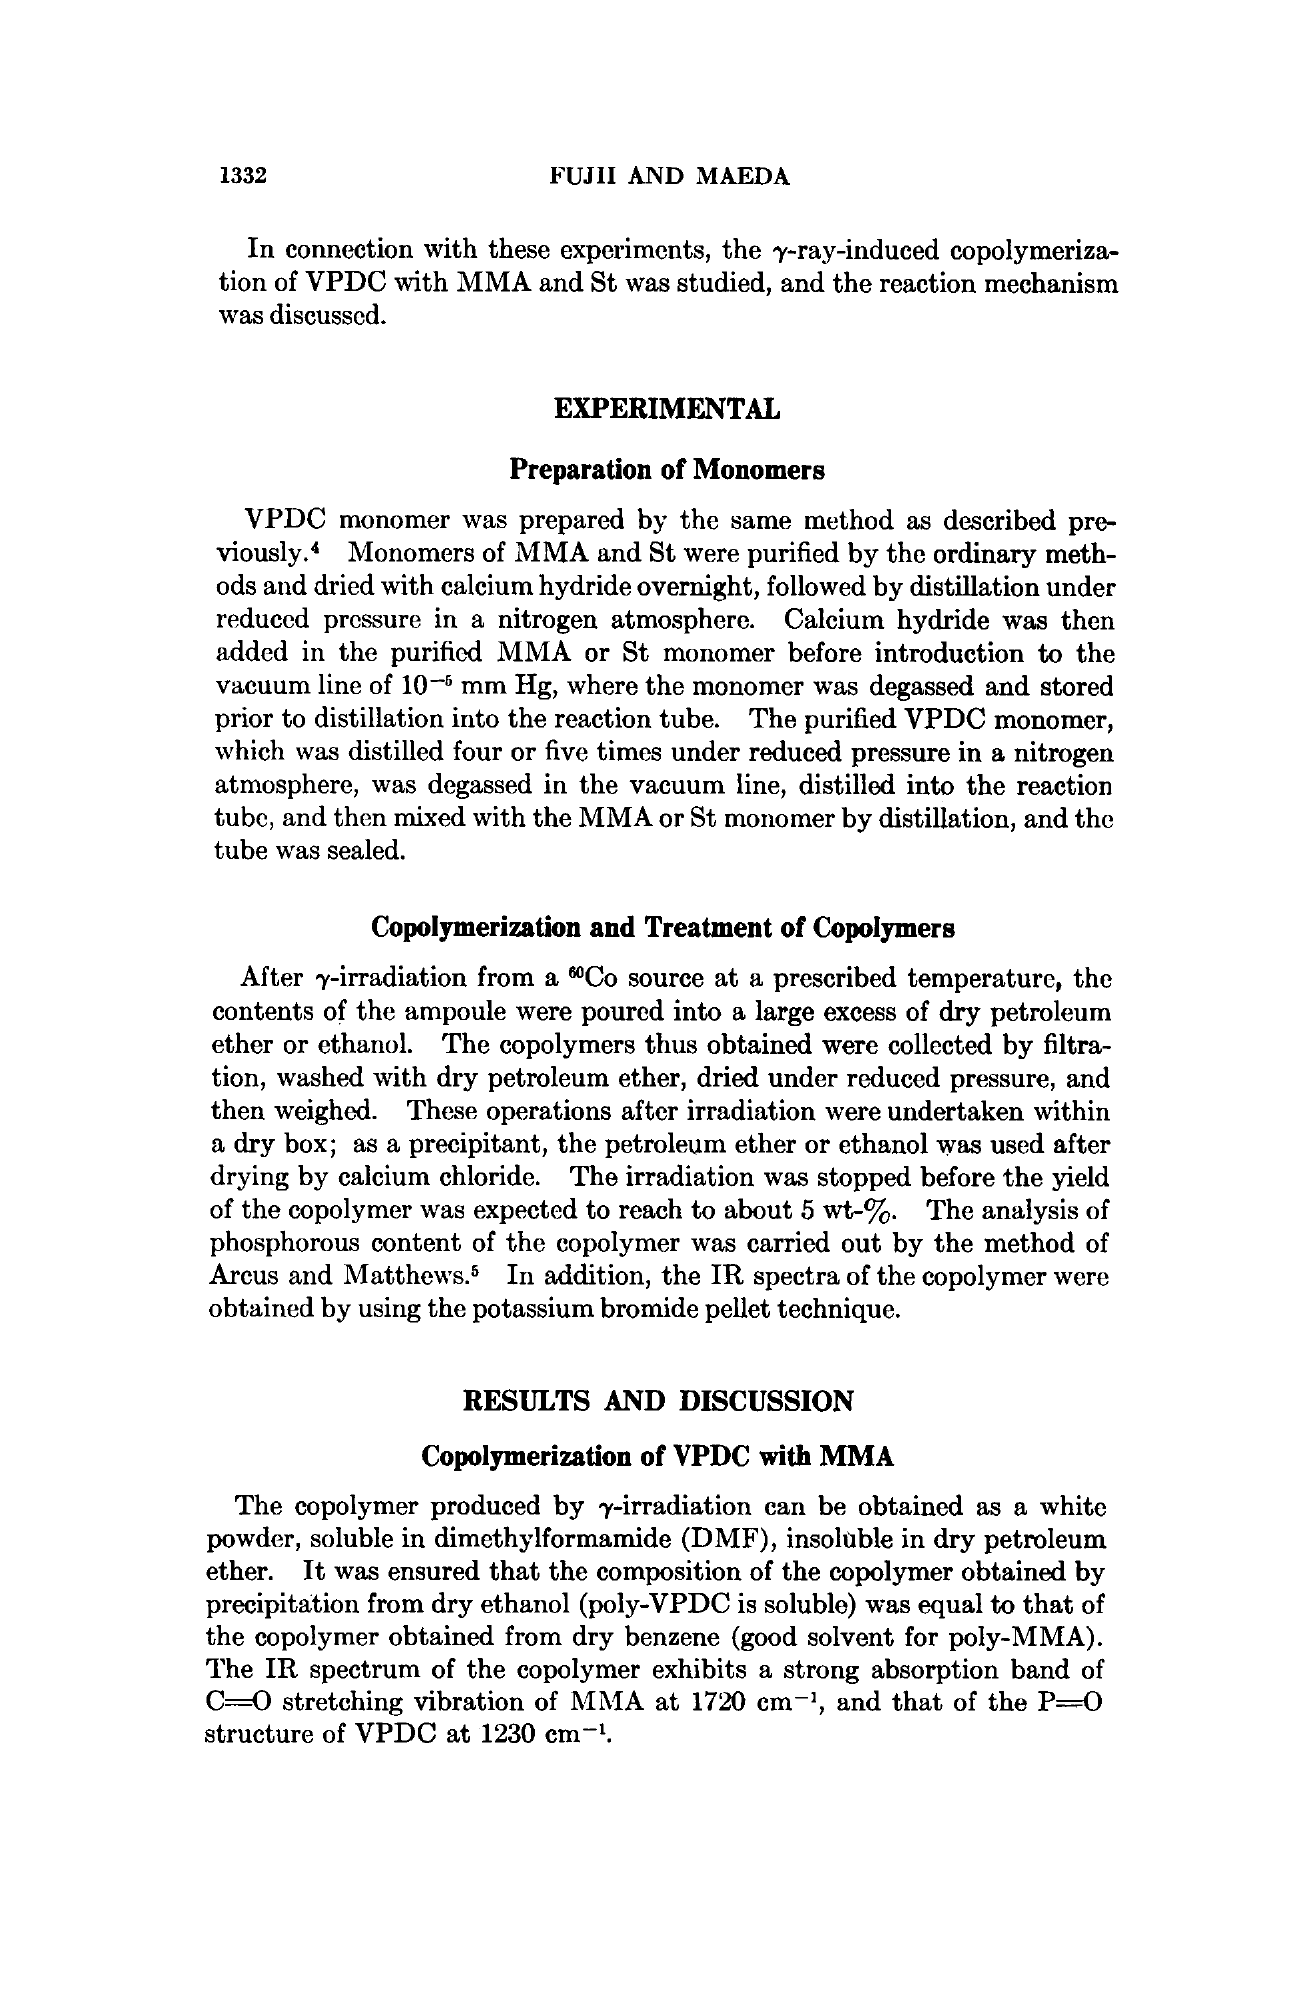 1332 FUJII AND MAEDA
In connection with these experiments, the γ-ray-induced copolymeriza-
tion of VPDC with MMA and St was studied, and the reaction mechanism
was discussed.
EXPERIMENTAL
Preparation of Monomers
VPDC monomer was prepared by the same method as described pre-
viously.⁴ Monomers of MMA and St were purified by the ordinary meth-
ods and dried with calcium hydride overnight, followed by distillation under
reduced pressure in a nitrogen atmosphere. Calcium hydride was then
added in the purified MMA or St monomer before introduction to the
vacuum line of 10⁻⁵ mm Hg, where the monomer was degassed and stored
prior to distillation into the reaction tube. The purified VPDC monomer,
which was distilled four or five times under reduced pressure in a nitrogen
atmosphere, was degassed in the vacuum line, distilled into the reaction
tube, and then mixed with the MMA or St monomer by distillation, and the
tube was sealed.
Copolymerization and Treatment of Copolymers
After γ-irradiation from a ⁶⁰Co source at a prescribed temperature, the
contents of the ampoule were poured into a large excess of dry petroleum
ether or ethanol. The copolymers thus obtained were collected by filtra-
tion, washed with dry petroleum ether, dried under reduced pressure, and
then weighed. These operations after irradiation were undertaken within
a dry box; as a precipitant, the petroleum ether or ethanol was used after
drying by calcium chloride. The irradiation was stopped before the yield
of the copolymer was expected to reach to about 5 wt-%. The analysis of
phosphorous content of the copolymer was carried out by the method of
Arcus and Matthews.⁵ In addition, the IR spectra of the copolymer were
obtained by using the potassium bromide pellet technique.
RESULTS AND DISCUSSION
Copolymerization of VPDC with MMA
The copolymer produced by γ-irradiation can be obtained as a white
powder, soluble in dimethylformamide (DMF), insoluble in dry petroleum
ether. It was ensured that the composition of the copolymer obtained by
precipitation from dry ethanol (poly-VPDC is soluble) was equal to that of
the copolymer obtained from dry benzene (good solvent for poly-MMA).
The IR spectrum of the copolymer exhibits a strong absorption band of
C=O stretching vibration of MMA at 1720 cm⁻¹, and that of the P=O
structure of VPDC at 1230 cm⁻¹.